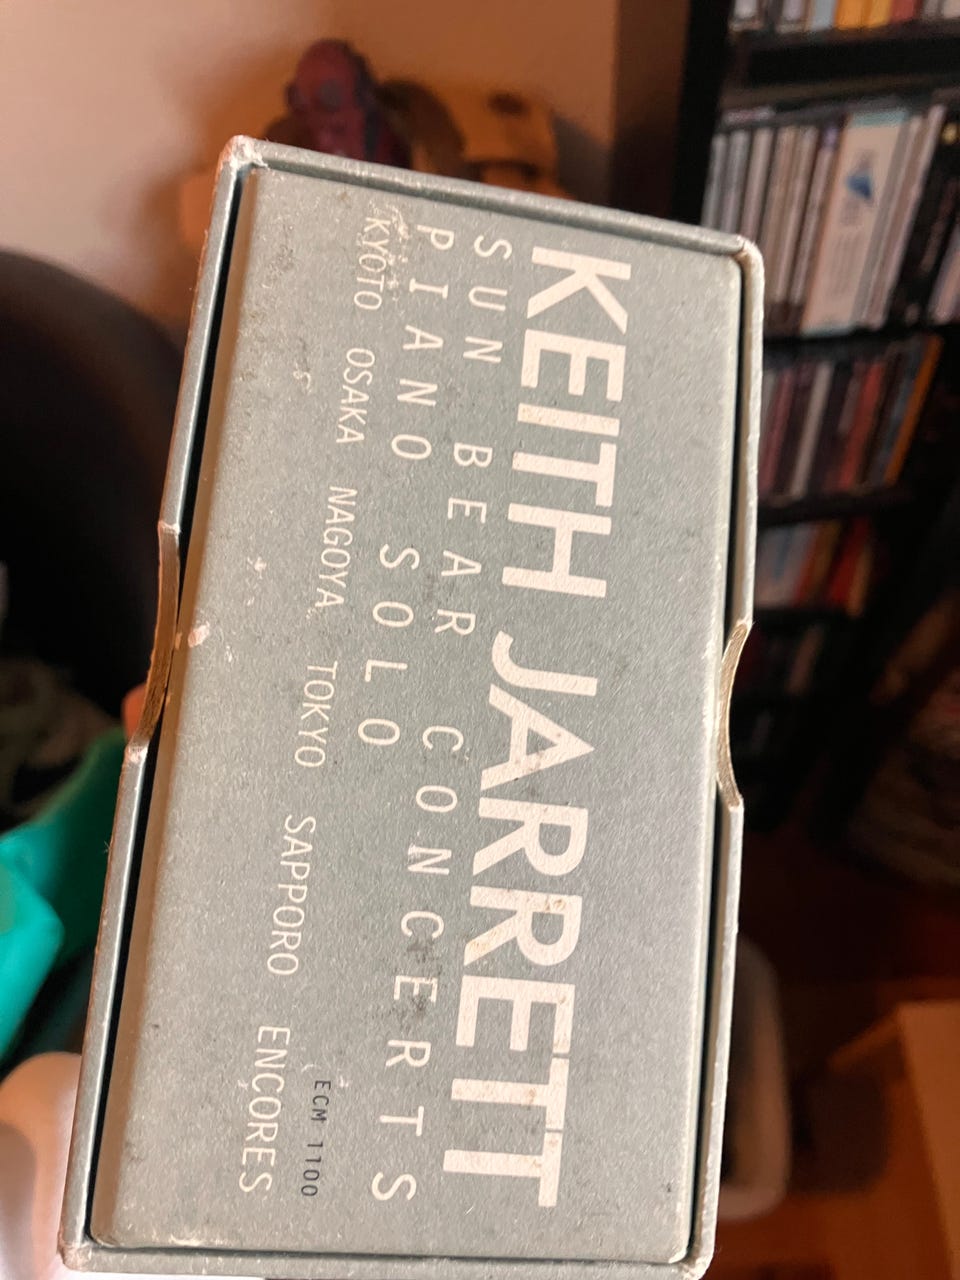 KEITH JARRETT
SUN BEAR CONCERTS
PIANO SOLO
KYOTO OSAKA NAGOYA TOKYO SAPPORO ENCORES
ECM 1100